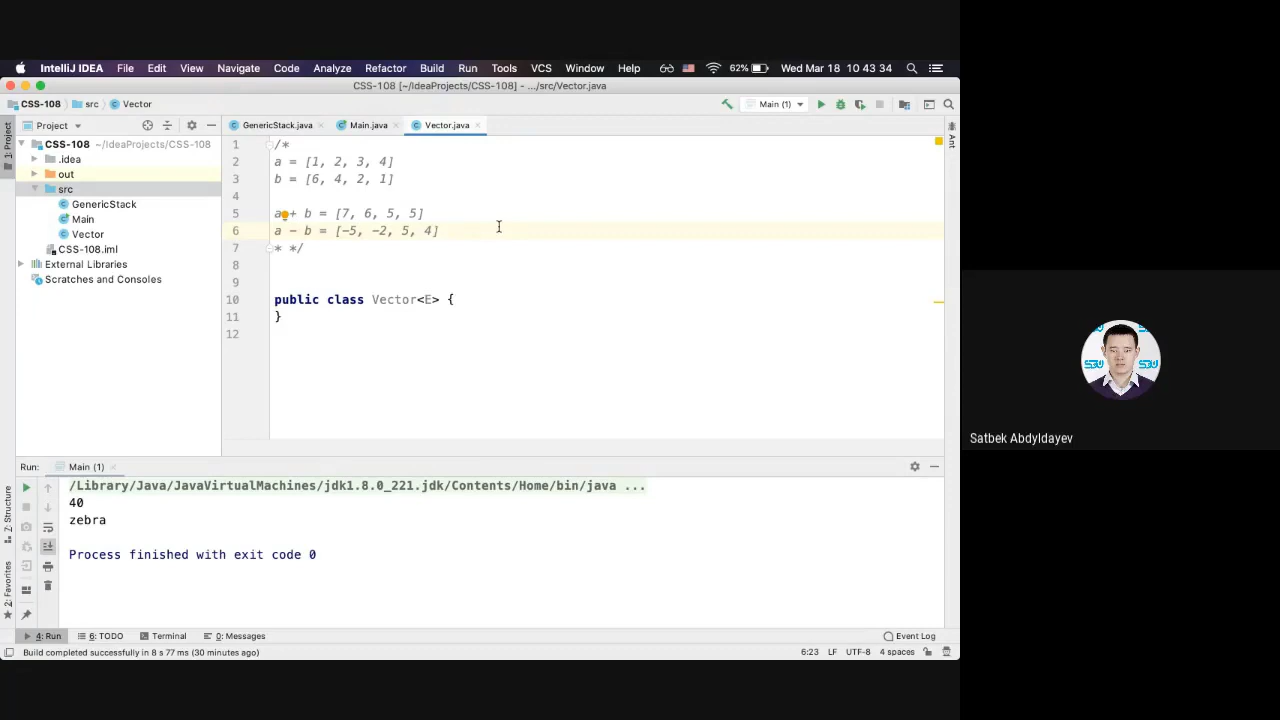 IntelliJ IDEA File Edit View Navigate Code Analyze Refactor Build Run Tools VCS Window Help 62% Wed Mar 18 10 43 34
CSS-108 [~/IdeaProjects/CSS-108] - .../src/Vector.java
CSS-108 src Vector Main (1)
Project GenericStack.java Main.java Vector.java
1: Project
Ant
CSS-108 ~/IdeaProjects/CSS-108
.idea
out
src
GenericStack
Main
Vector
CSS-108.iml
External Libraries
Scratches and Consoles
1 /*
2 a = [1, 2, 3, 4]
3 b = [6, 4, 2, 1]
4
5 a + b = [7, 6, 5, 5]
6 a - b = [-5, -2, 5, 4]
7 * */
8
9
10 public class Vector<E> {
11 }
12
Satbek Abdyldayev
Run: Main (1)
/Library/Java/JavaVirtualMachines/jdk1.8.0_221.jdk/Contents/Home/bin/java ...
40
zebra
Process finished with exit code 0
7: Structure
2: Favorites
4: Run 6: TODO Terminal 0: Messages Event Log
Build completed successfully in 8 s 77 ms (30 minutes ago) 6:23 LF UTF-8 4 spaces